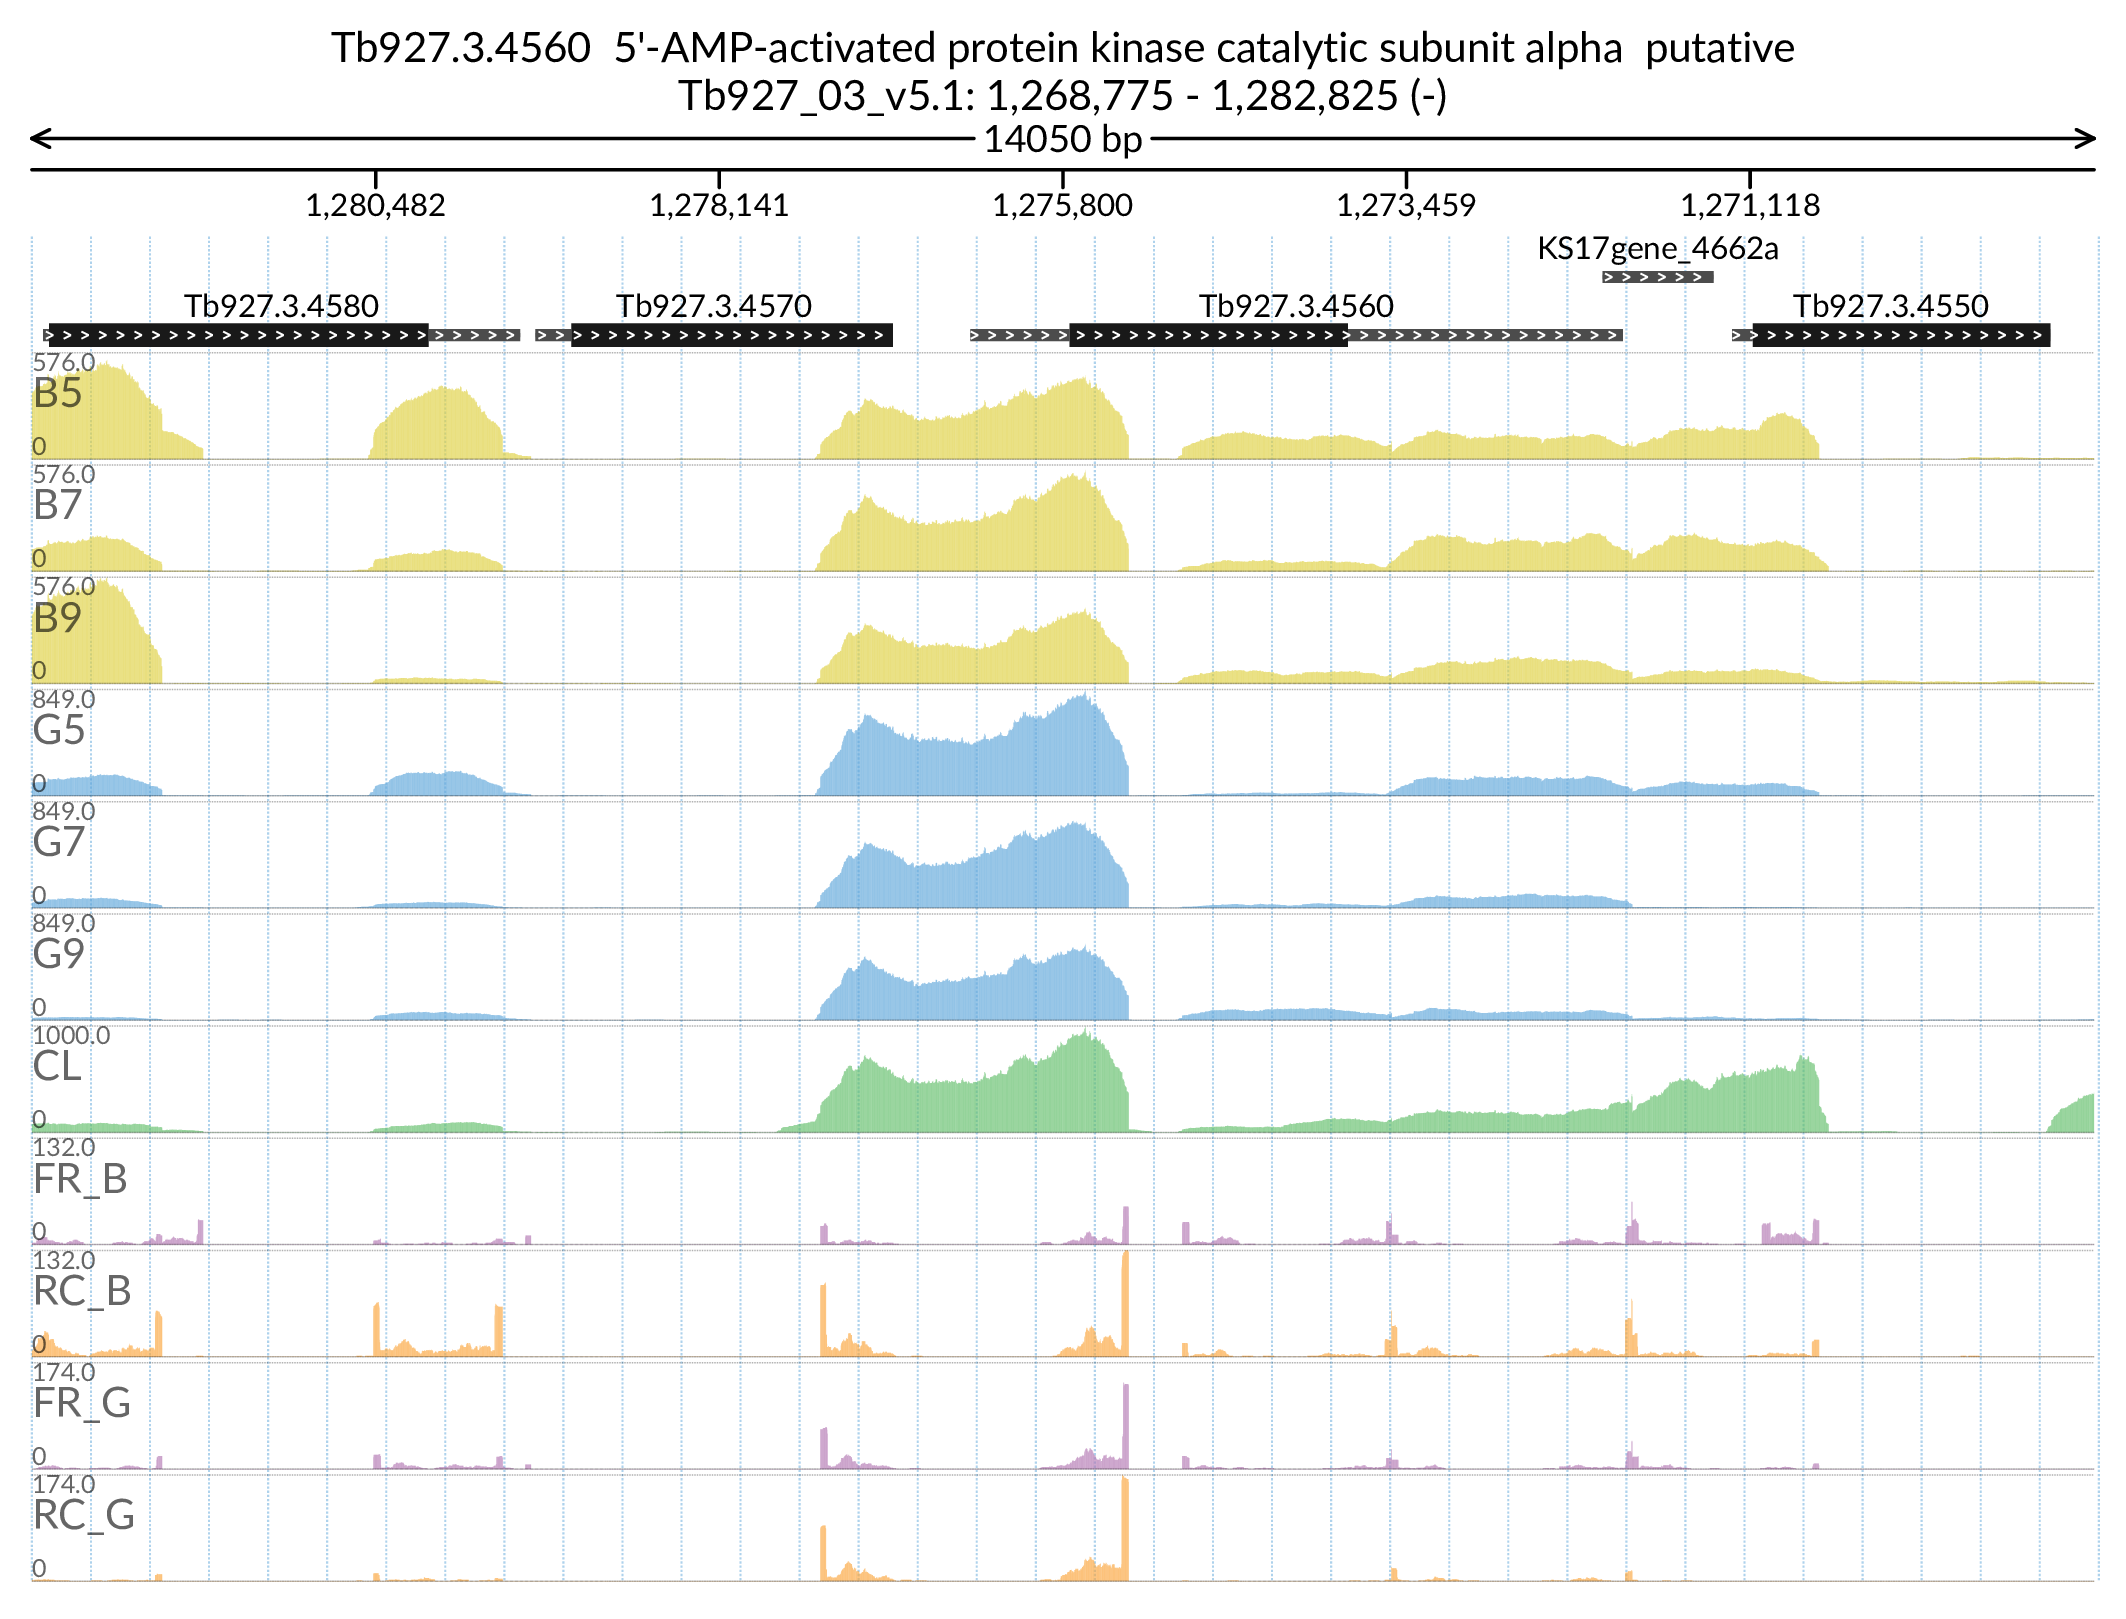 Tb927.3.4560  5'-AMP-activated protein kinase catalytic subunit alpha  putative
Tb927_03_v5.1: 1,268,775 - 1,282,825 (-)
14050 bp
1,280,482 1,278,141 1,275,800 1,273,459 1,271,118
KS17gene_4662a
Tb927.3.4580 Tb927.3.4570 Tb927.3.4560 Tb927.3.4550
576.0
B5
0
576.0
B7
0
576.0
B9
0
849.0
G5
0
849.0
G7
0
849.0
G9
0
1000.0
CL
0
132.0
FR_B
0
132.0
RC_B
0
174.0
FR_G
0
174.0
RC_G
0